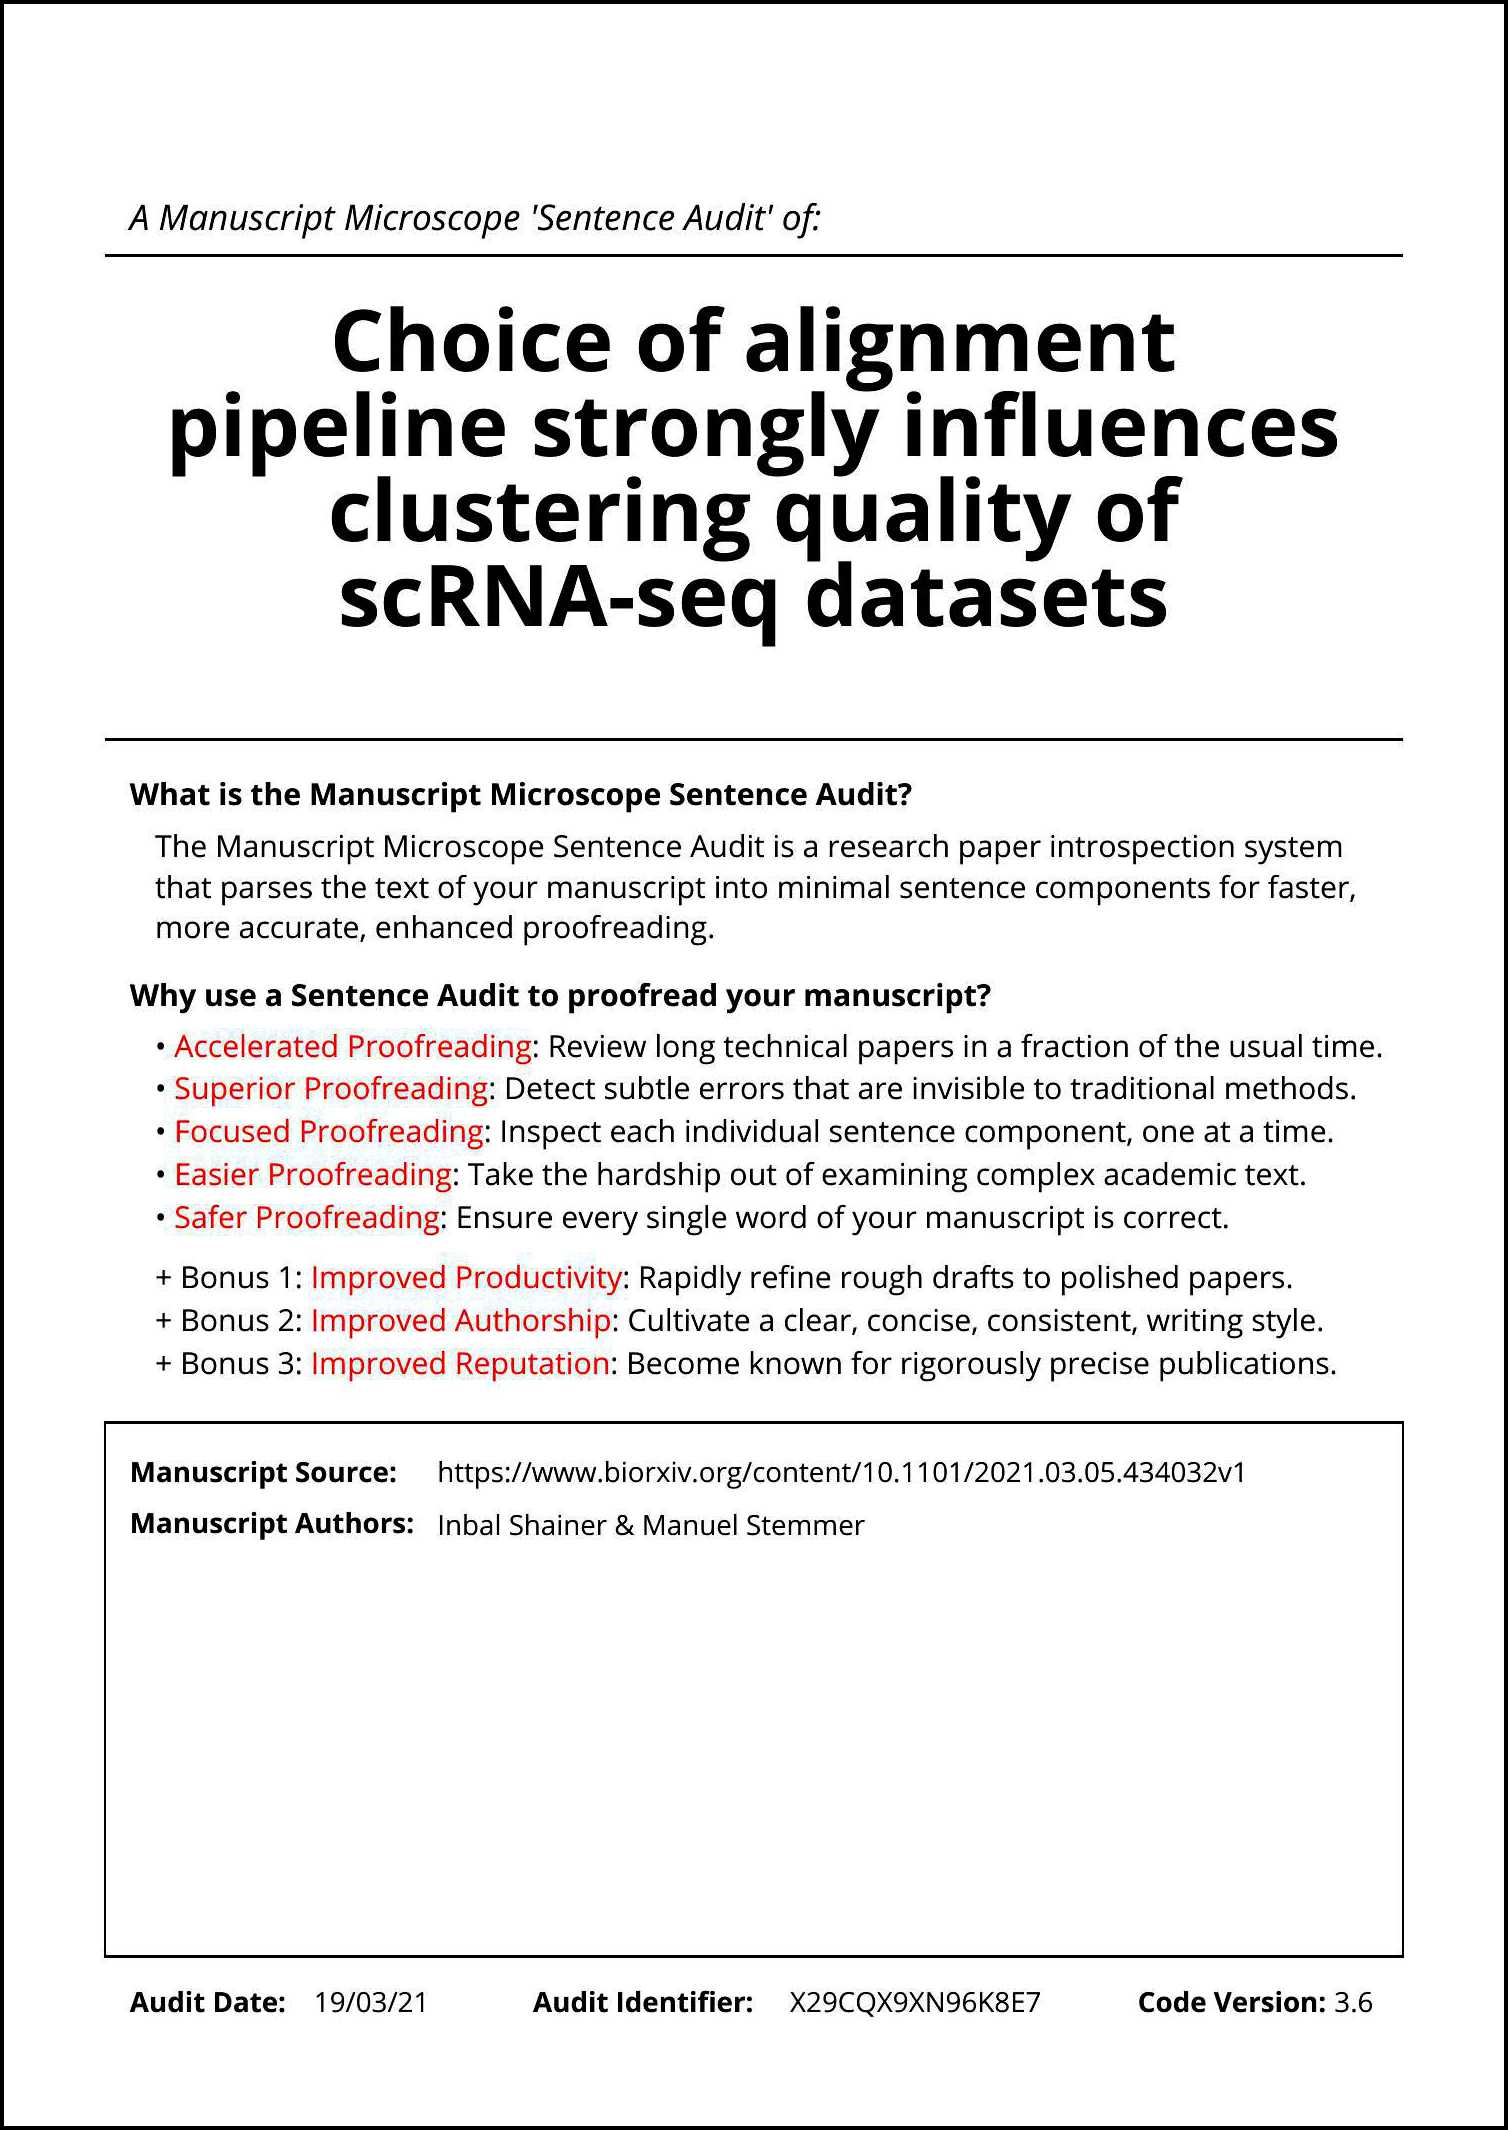 A Manuscript Microscope 'Sentence Audit' of:
Choice of alignment
pipeline strongly influences
clustering quality of
scRNA-seq datasets
What is the Manuscript Microscope Sentence Audit?
The Manuscript Microscope Sentence Audit is a research paper introspection system
that parses the text of your manuscript into minimal sentence components for faster,
more accurate, enhanced proofreading.
Why use a Sentence Audit to proofread your manuscript?
• Accelerated Proofreading: Review long technical papers in a fraction of the usual time.
• Superior Proofreading: Detect subtle errors that are invisible to traditional methods.
• Focused Proofreading: Inspect each individual sentence component, one at a time.
• Easier Proofreading: Take the hardship out of examining complex academic text.
• Safer Proofreading: Ensure every single word of your manuscript is correct.
+ Bonus 1: Improved Productivity: Rapidly refine rough drafts to polished papers.
+ Bonus 2: Improved Authorship: Cultivate a clear, concise, consistent, writing style.
+ Bonus 3: Improved Reputation: Become known for rigorously precise publications.
Manuscript Source: https://www.biorxiv.org/content/10.1101/2021.03.05.434032v1
Manuscript Authors: Inbal Shainer & Manuel Stemmer
Audit Date: 19/03/21 Audit Identifier: X29CQX9XN96K8E7 Code Version: 3.6